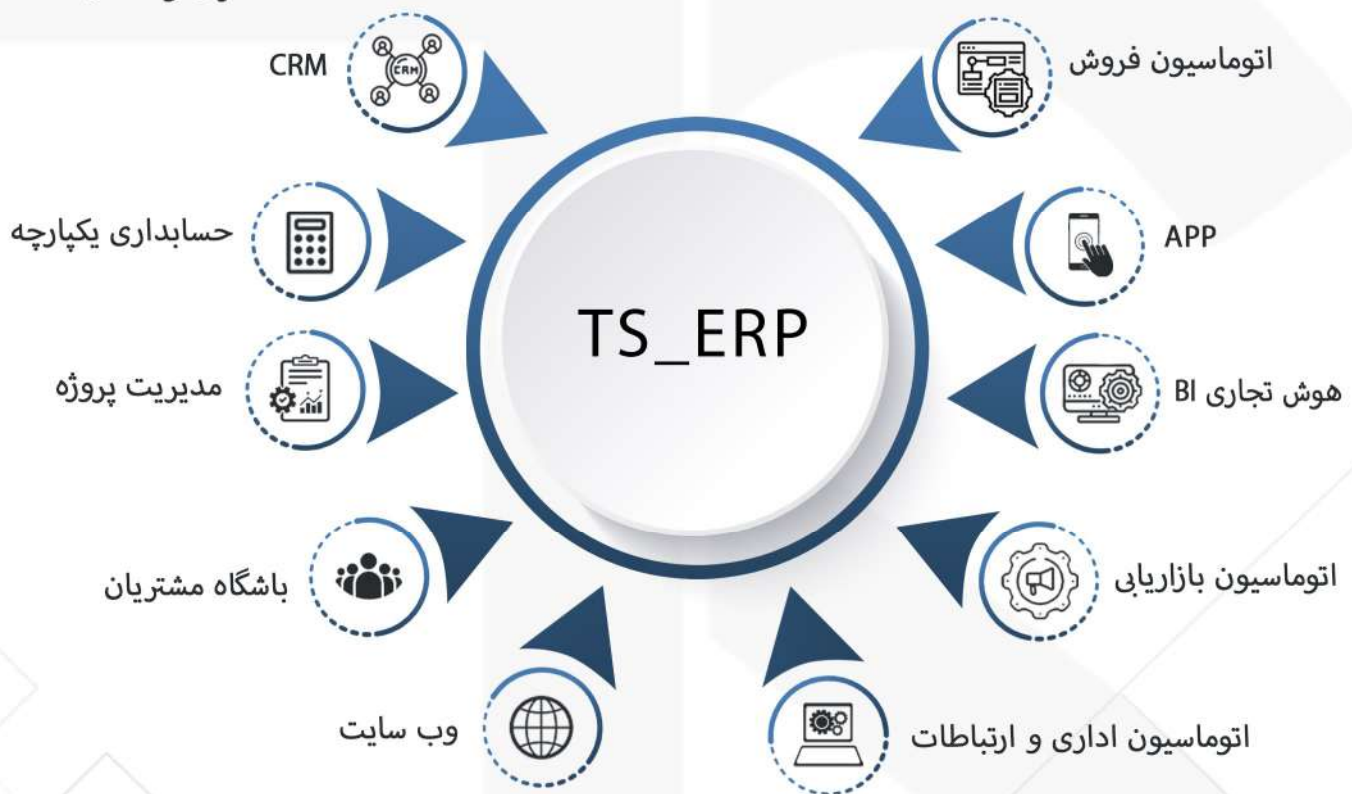 CRM
اتوماسیون فروش
حسابداری یکپارچه
APP
TS_ERP
مدیریت پروژه
هوش تجاری BI
باشگاه مشتریان
اتوماسیون بازاریابی
وب سایت
اتوماسیون اداری و ارتباطات
CRM